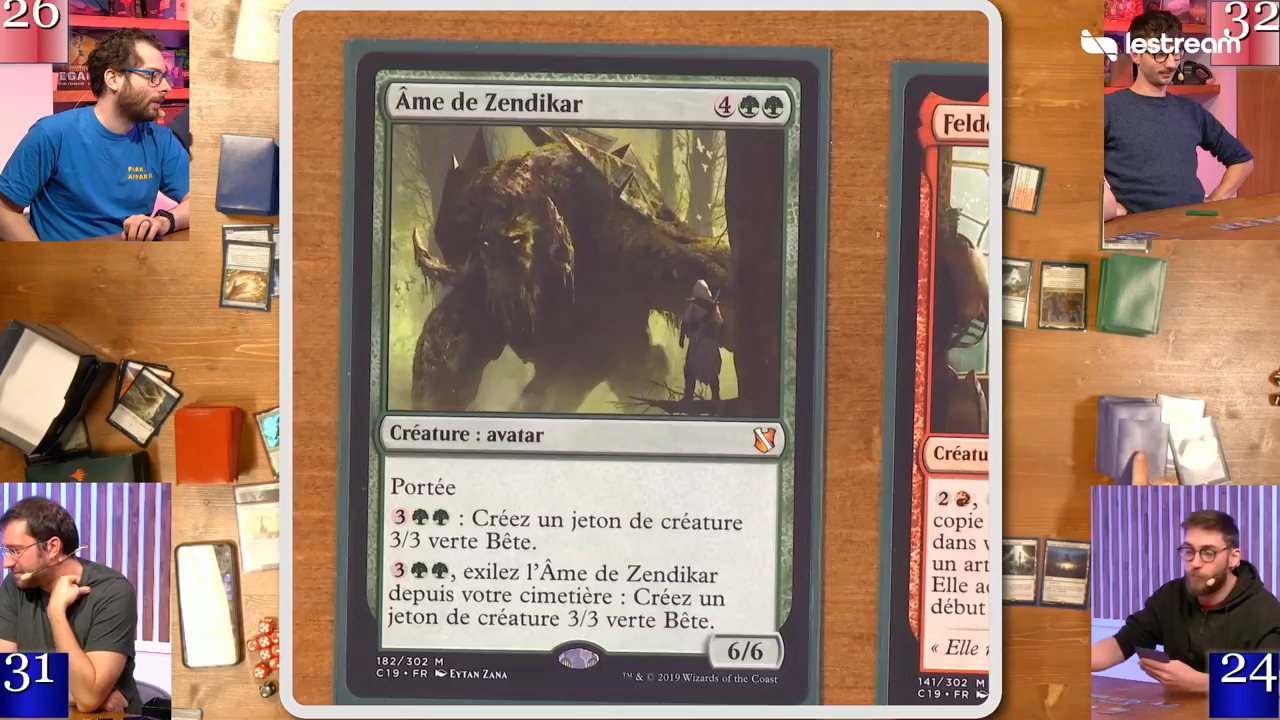 26
32
lestream
Âme de Zendikar
4
Créature : avatar
Portée
3 : Créez un jeton de créature
3/3 verte Bête.
3, exilez l'Âme de Zendikar
depuis votre cimetière : Créez un
jeton de créature 3/3 verte Bête.
6/6
182/302 M
C19 • FR EYTAN ZANA
™ & © 2019 Wizards of the Coast
Feld
Créatu
2
copie
dans v
un art
Elle a
début
« Elle
141/302 M
C19 • FR
31
24